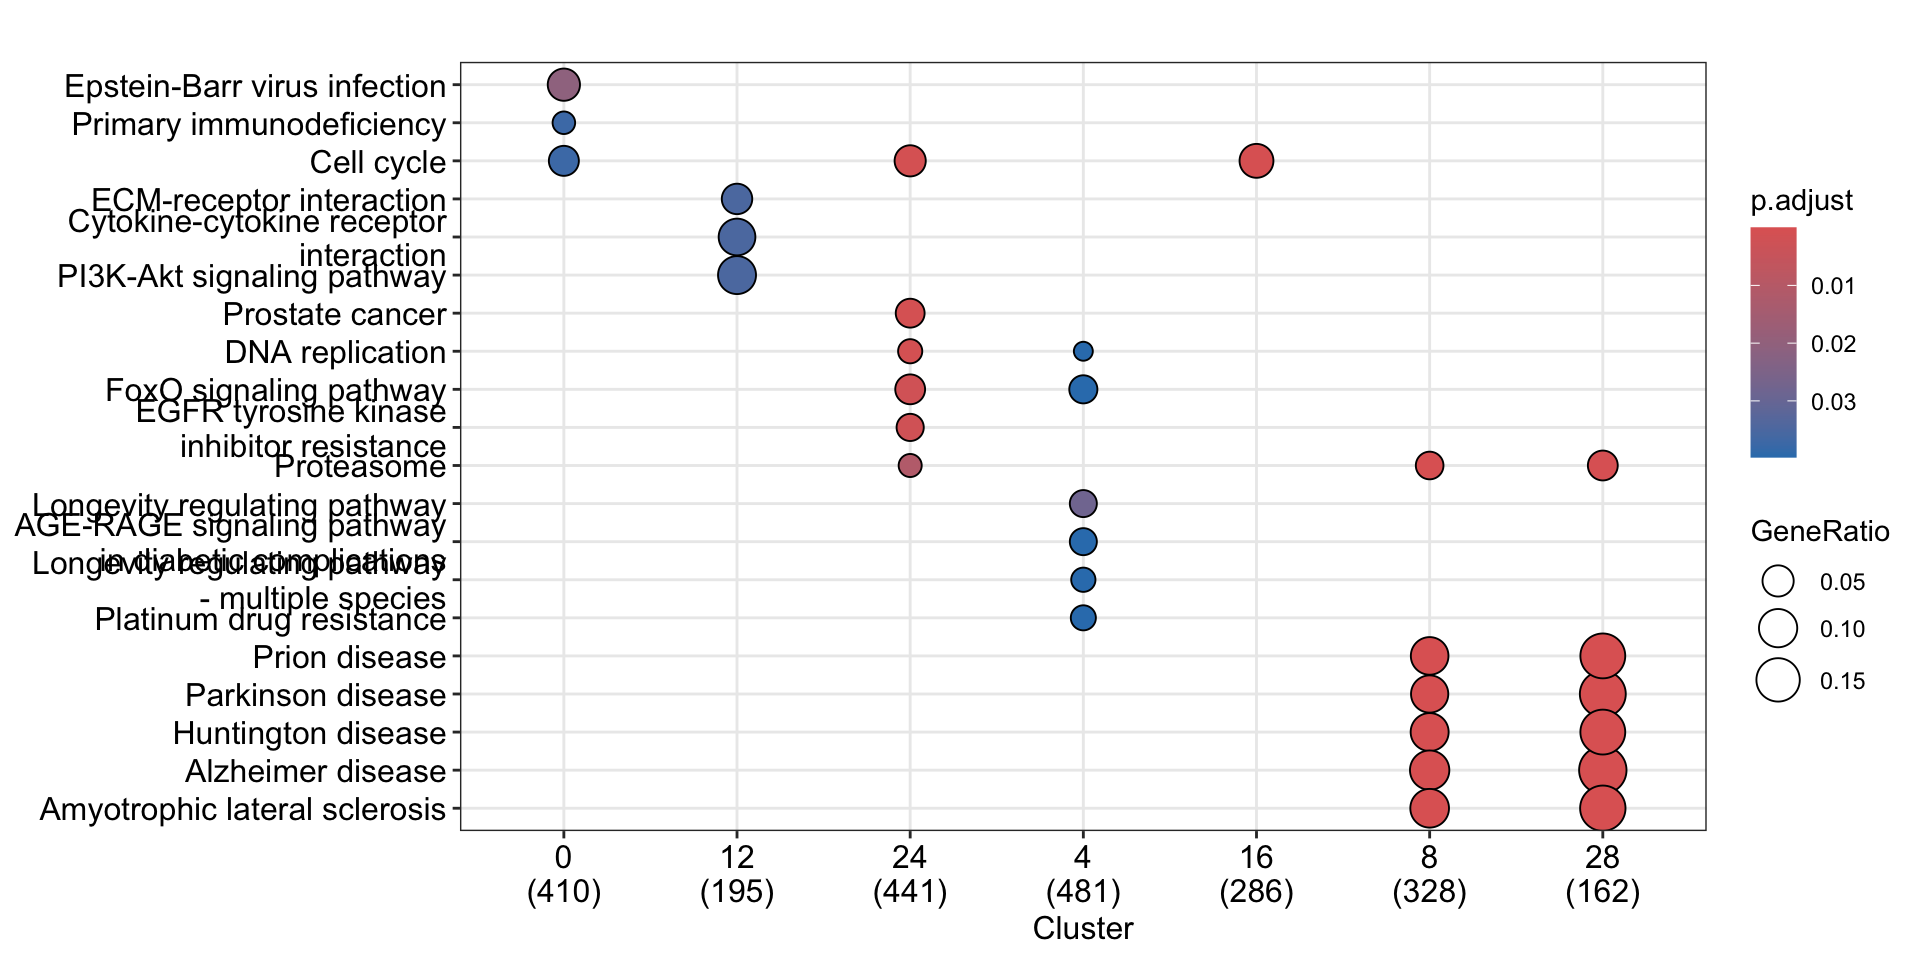 Epstein-Barr virus infection
Primary immunodeficiency
Cell cycle
ECM-receptor interaction
Cytokine-cytokine receptor
interaction
PI3K-Akt signaling pathway
Prostate cancer
DNA replication
FoxO signaling pathway
EGFR tyrosine kinase
inhibitor resistance
Proteasome
Longevity regulating pathway
AGE-RAGE signaling pathway
in diabetic complications
Longevity regulating pathway
- multiple species
Platinum drug resistance
Prion disease
Parkinson disease
Huntington disease
Alzheimer disease
Amyotrophic lateral sclerosis
0 12 24 4 16 8 28
(410) (195) (441) (481) (286) (328) (162)
Cluster
p.adjust
0.01
0.02
0.03
GeneRatio
0.05
0.10
0.15